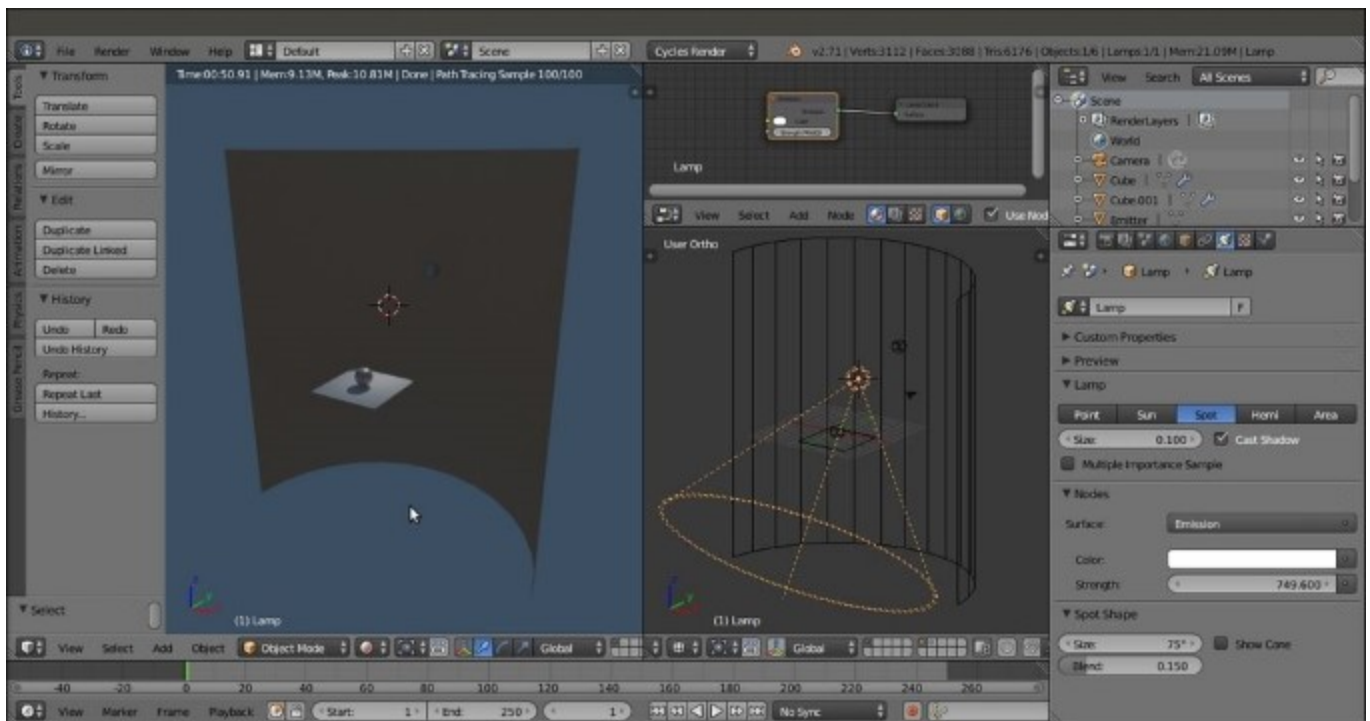 File Render Window Help Default Scene Cycles Render v2.71 | Verts:3112 | Faces:3088 | Tris:6176 | Objects:1/6 | Lamps:1/1 | Mem:21.09M | Lamp
Time:00:50.91 | Mem:9.13M, Peak:10.81M | Done | Path Tracing Sample 100/100
Tools
Create
Relations
Animation
Physics
Grease Pencil
Transform
Translate
Rotate
Scale
Mirror
Edit
Duplicate
Duplicate Linked
Delete
History
Undo Redo
Undo History
Repeat:
Repeat Last
History...
Select
(1) Lamp
View Select Add Object Object Mode Global
Lamp
View Select Add Node Use Nod
User Ortho
(1) Lamp
Global
View Search All Scenes
Scene
RenderLayers
World
Camera
Cube
Cube.001
Emitter
Lamp Lamp
Lamp F
Custom Properties
Preview
Lamp
Point Sun Spot Hemi Area
Size: 0.100 Cast Shadow
Multiple Importance Sample
Nodes
Surface: Emission
Color:
Strength: 749.600
Spot Shape
Size: 75° Show Cone
Blend: 0.150
-40 -20 0 20 40 60 80 100 120 140 160 180 200 220 240 260
View Marker Frame Playback Start: 1 End: 250 1 No Sync